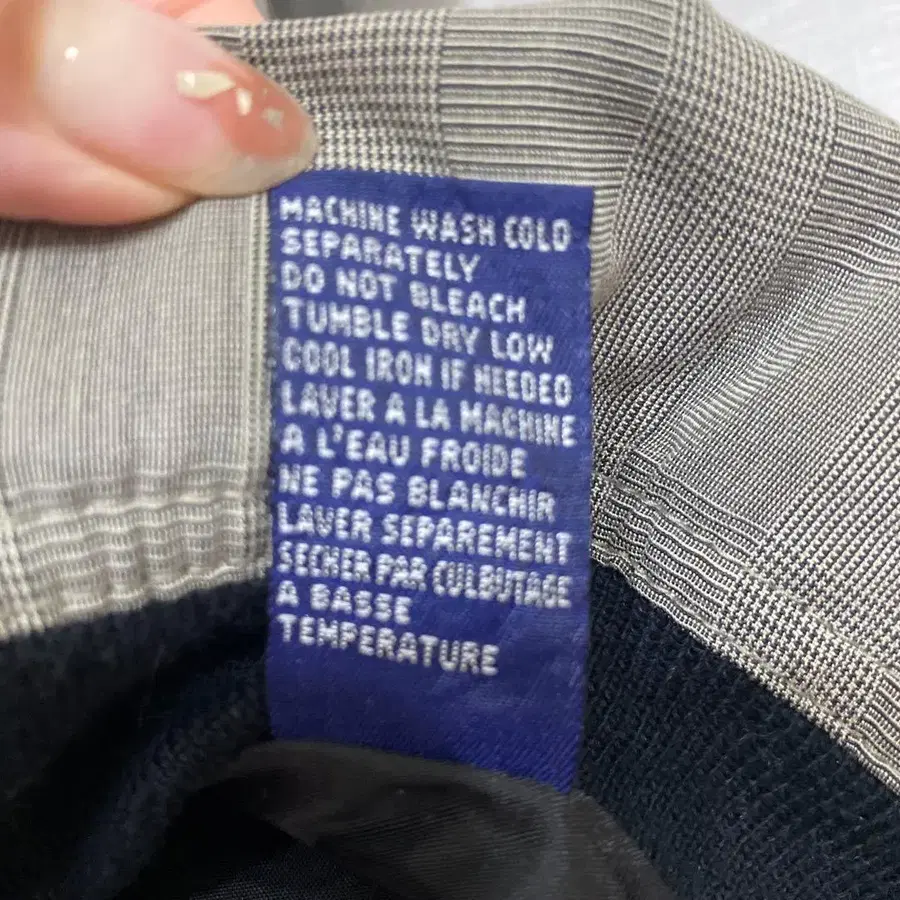 MACHINE WASH COLD
SEPARATELY
DO NOT BLEACH
TUMBLE DRY LOW
COOL IRON IF NEEDED
LAVER A LA MACHINE
A L'EAU FROIDE
NE PAS BLANCHIR
LAVER SEPAREMENT
SECHER PAR CULBUTAGE
A BASSE
TEMPERATURE